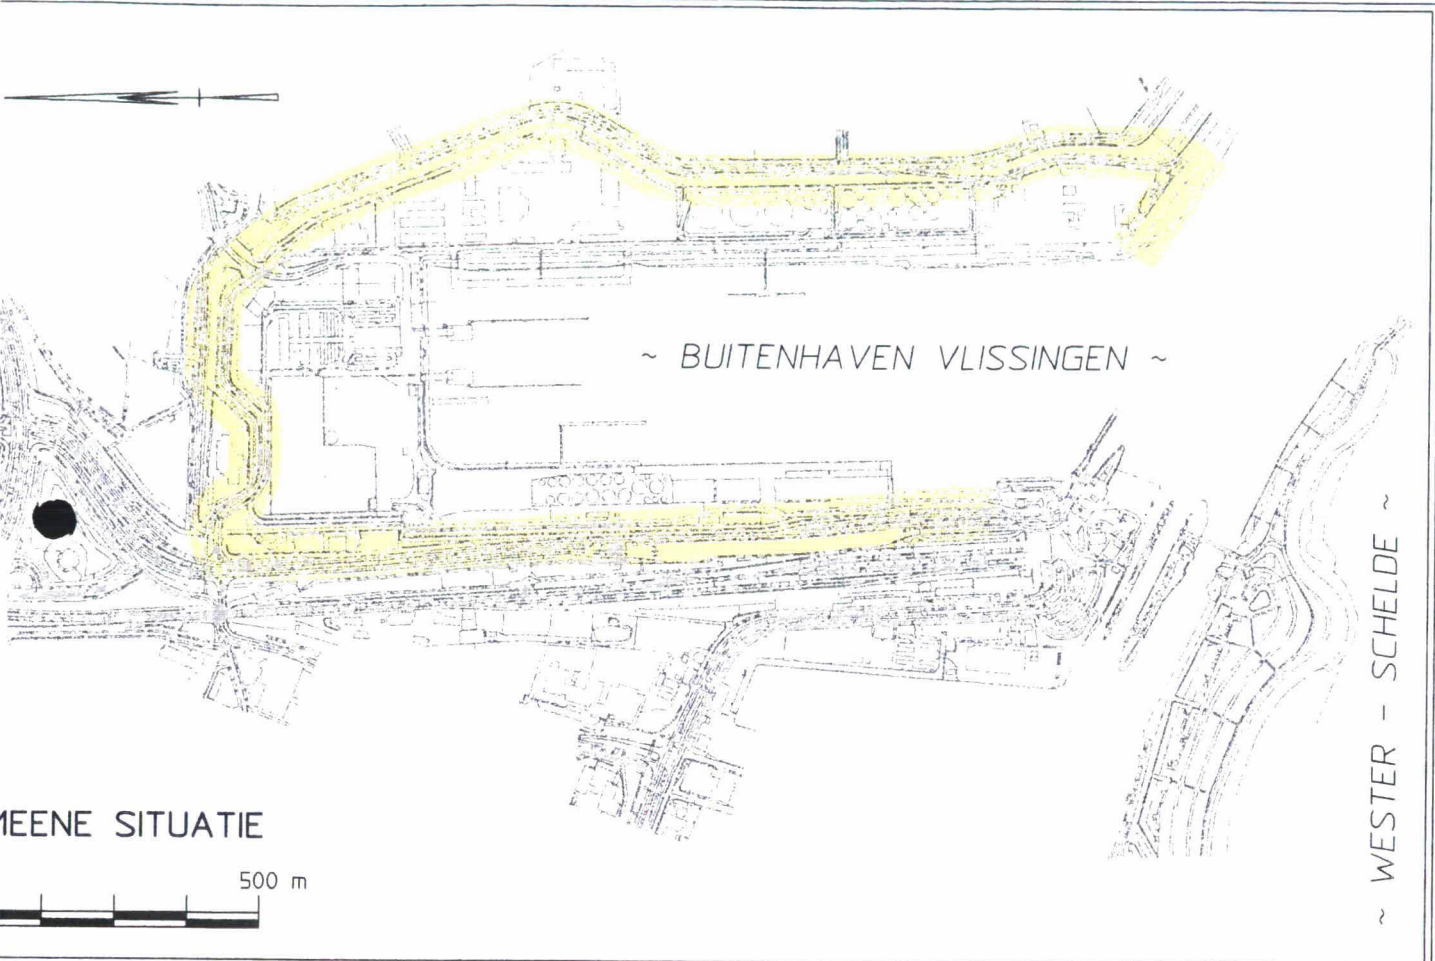 ~ BUITENHAVEN VLISSINGEN ~
~ WESTER - SCHELDE ~
MEENE SITUATIE
500 m